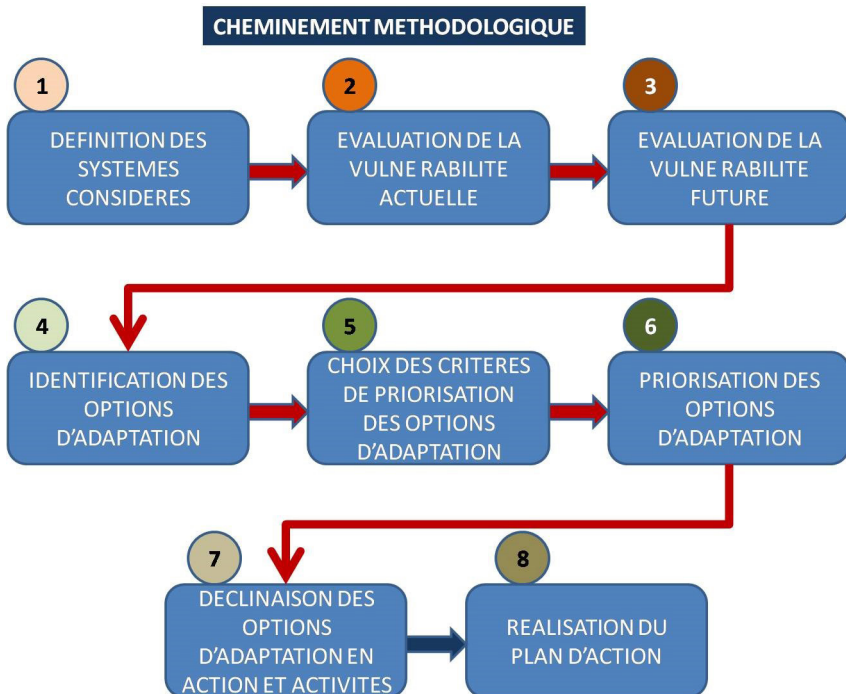 CHEMINEMENT METHODOLOGIQUE
1
DEFINITION DES
SYSTEMES
CONSIDERES
2
EVALUATION DE LA
VULNE RABILITE
ACTUELLE
3
EVALUATION DE LA
VULNE RABILITE
FUTURE
4
IDENTIFICATION DES
OPTIONS
D’ADAPTATION
5
CHOIX DES CRITERES
DE PRIORISATION
DES OPTIONS
D’ADAPTATION
6
PRIORISATION DES
OPTIONS
D’ADAPTATION
7
DECLINAISON DES
OPTIONS
D’ADAPTATION EN
ACTION ET ACTIVITES
8
REALISATION DU
PLAN D’ACTION